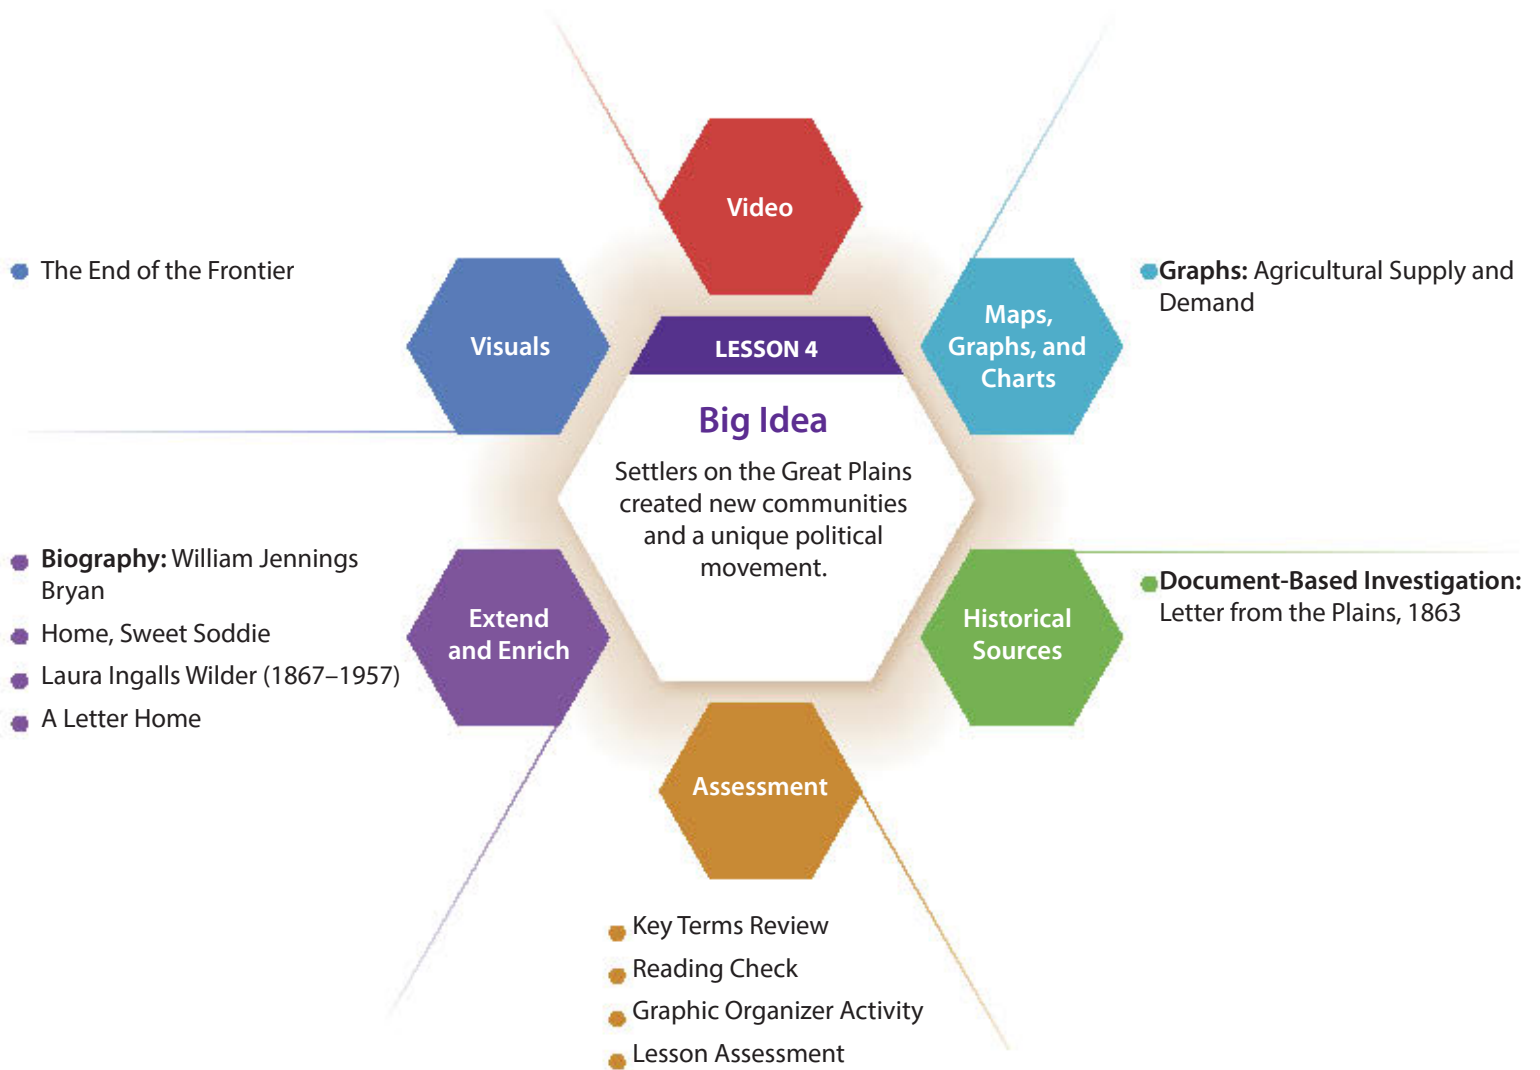 Video
The End of the Frontier
Visuals
Maps,
Graphs, and
Charts
Graphs: Agricultural Supply and
Demand
LESSON 4
Big Idea
Settlers on the Great Plains
created new communities
and a unique political
movement.
Biography: William Jennings
Bryan
Home, Sweet Soddie
Laura Ingalls Wilder (1867–1957)
A Letter Home
Extend
and Enrich
Historical
Sources
Document-Based Investigation:
Letter from the Plains, 1863
Assessment
Key Terms Review
Reading Check
Graphic Organizer Activity
Lesson Assessment